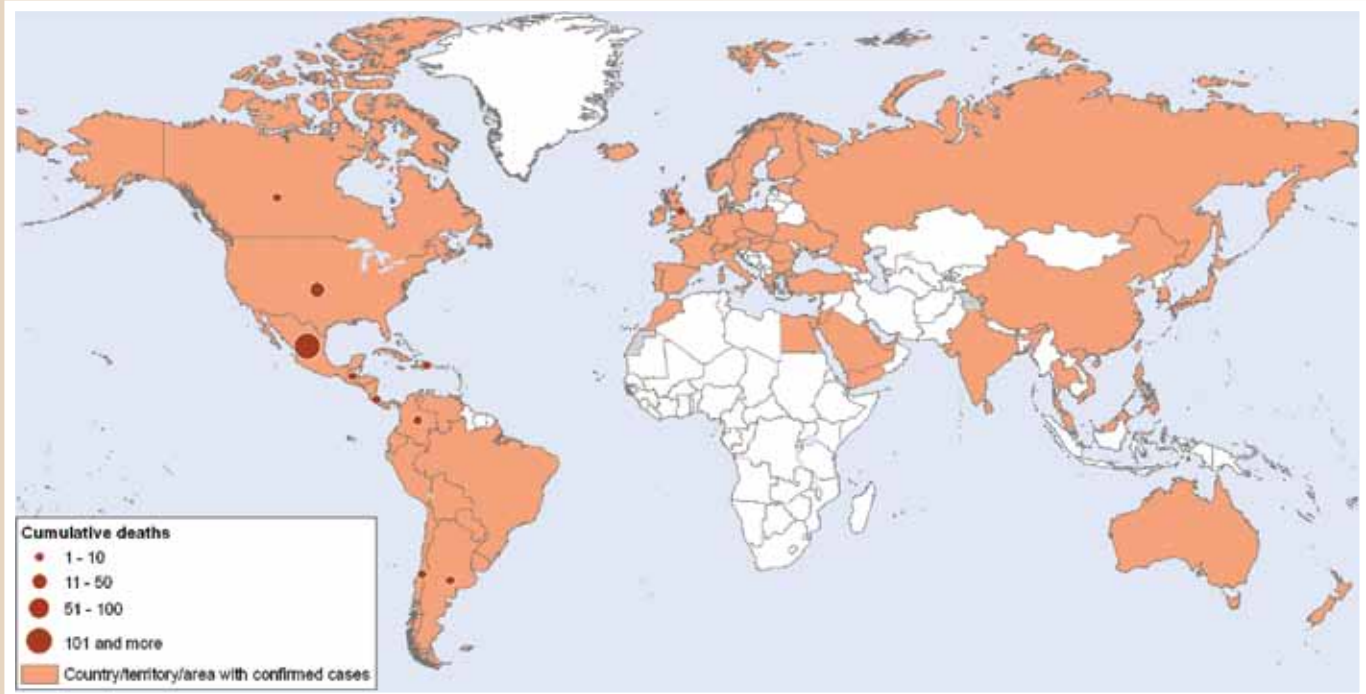 Cumulative deaths
1 - 10
11 - 50
51 - 100
101 and more
Country/territory/area with confirmed cases